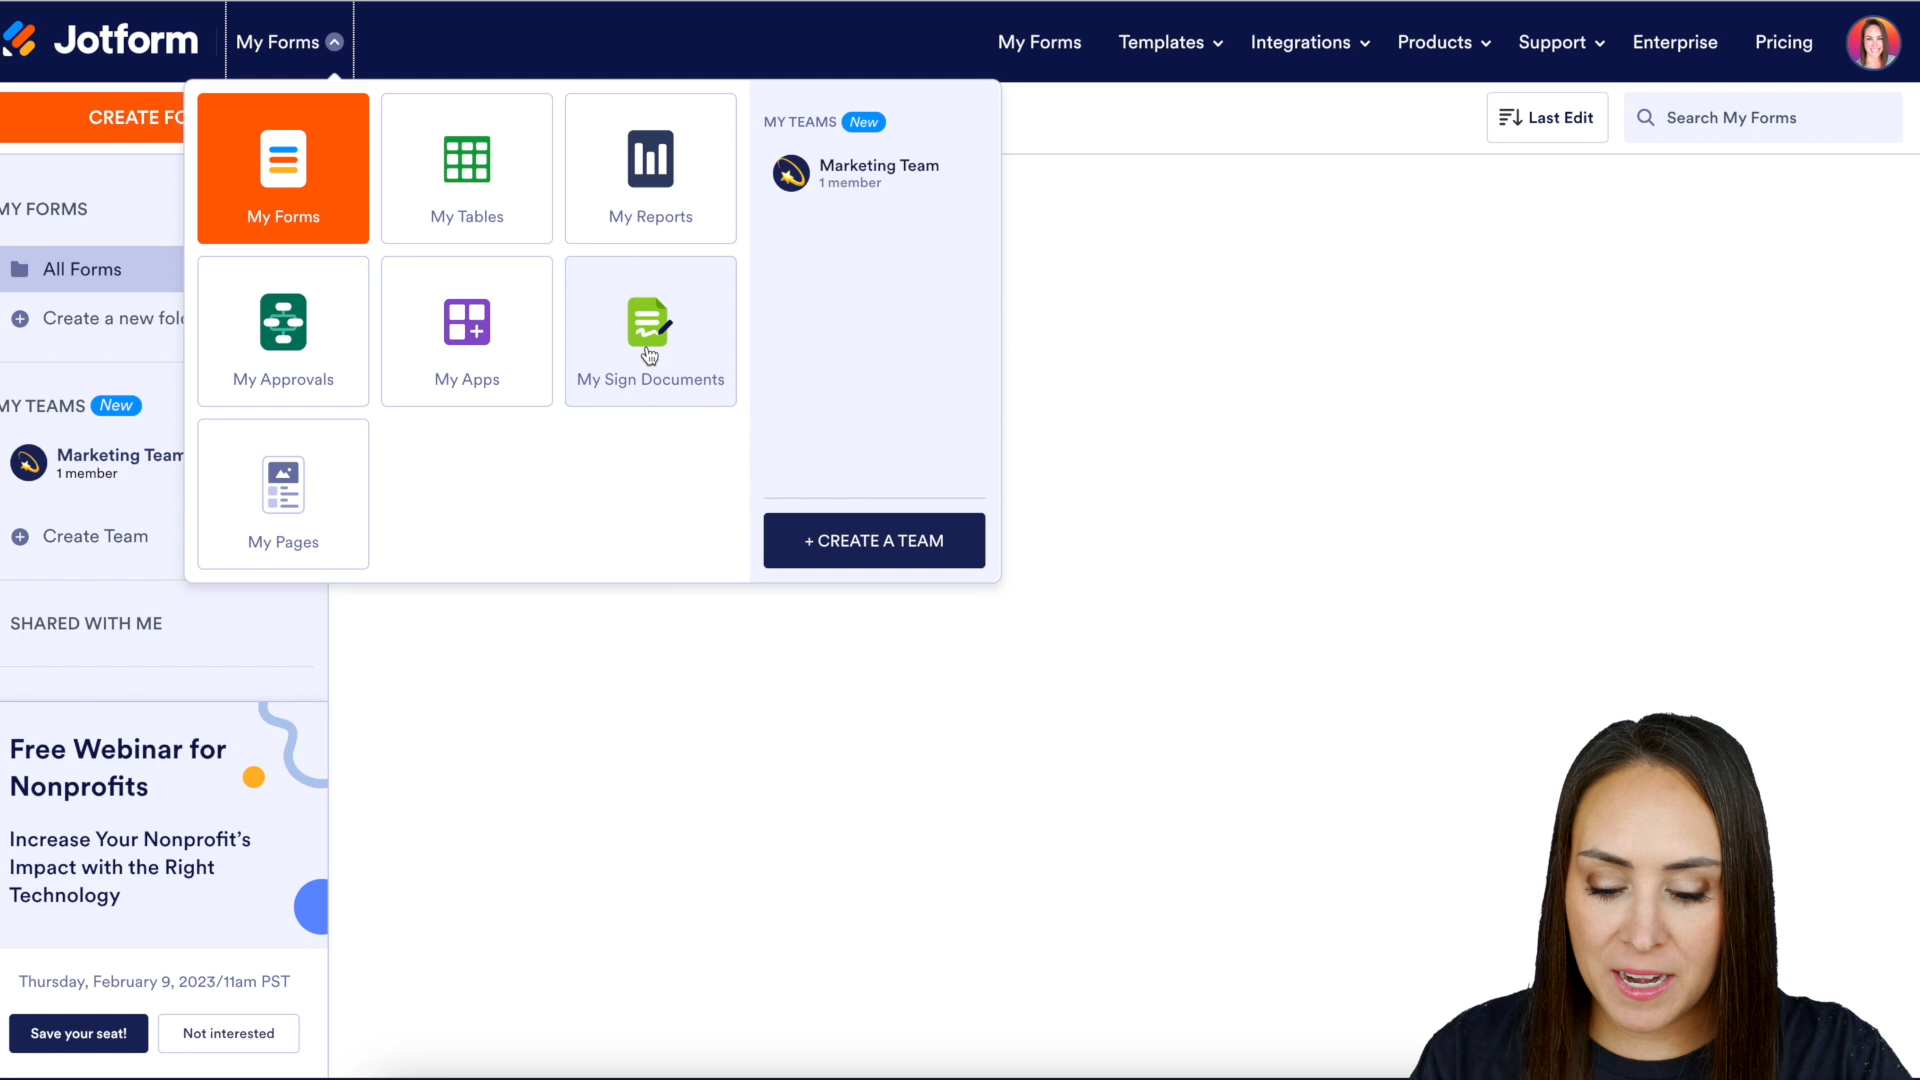 Jotform
My Forms
My Forms
Templates
Integrations
Products
Support
Enterprise
Pricing
CREATE FO
Last Edit
Search My Forms
MY FORMS
All Forms
Create a new fol
MY TEAMS New
Marketing Team
1 member
Create Team
SHARED WITH ME
My Forms
My Tables
My Reports
My Approvals
My Apps
My Sign Documents
My Pages
MY TEAMS New
Marketing Team
1 member
+ CREATE A TEAM
Free Webinar for
Nonprofits
Increase Your Nonprofit's
Impact with the Right
Technology
Thursday, February 9, 2023/11am PST
Save your seat!
Not interested